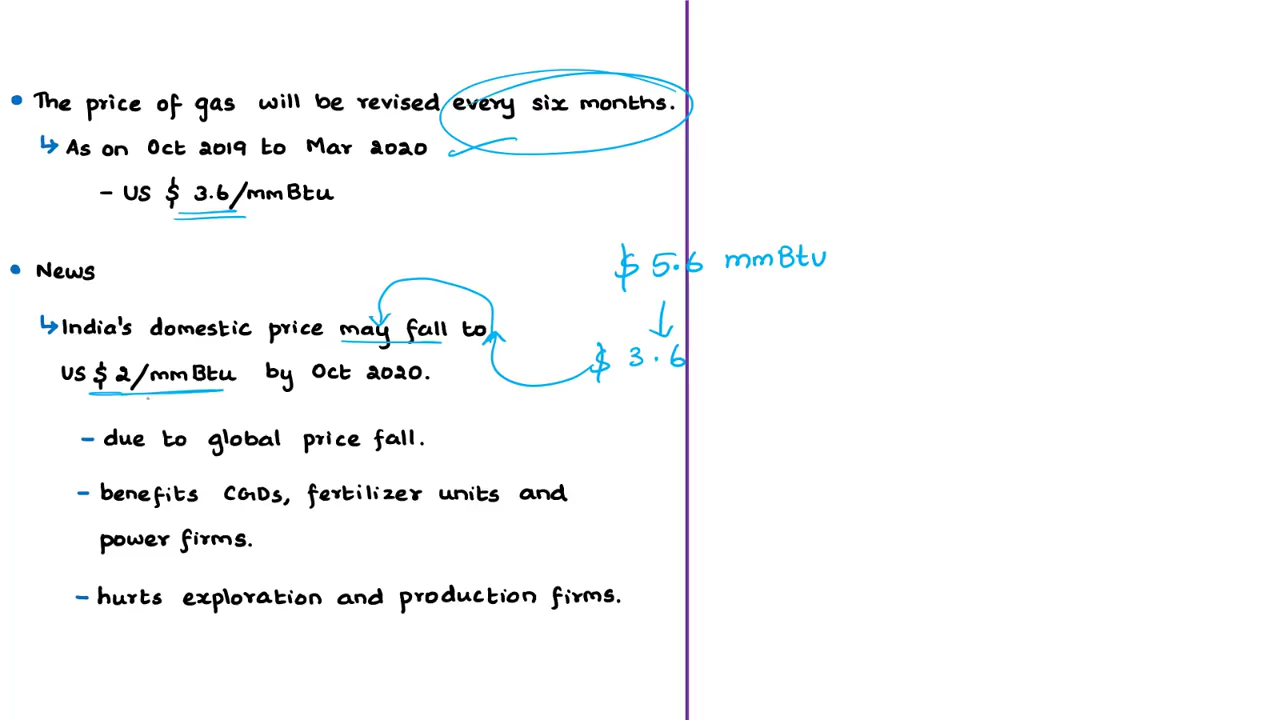 • The price of gas will be revised every six months.
↳ As on Oct 2019 to Mar 2020
- US $ 3.6/mmBtu
• News
↳ India's domestic price may fall to
US $ 2/mmBtu by Oct 2020.
- due to global price fall.
- benefits CGDs, fertilizer units and
power firms.
- hurts exploration and production firms.
$ 5.6 mmBtu
↓
$ 3.6